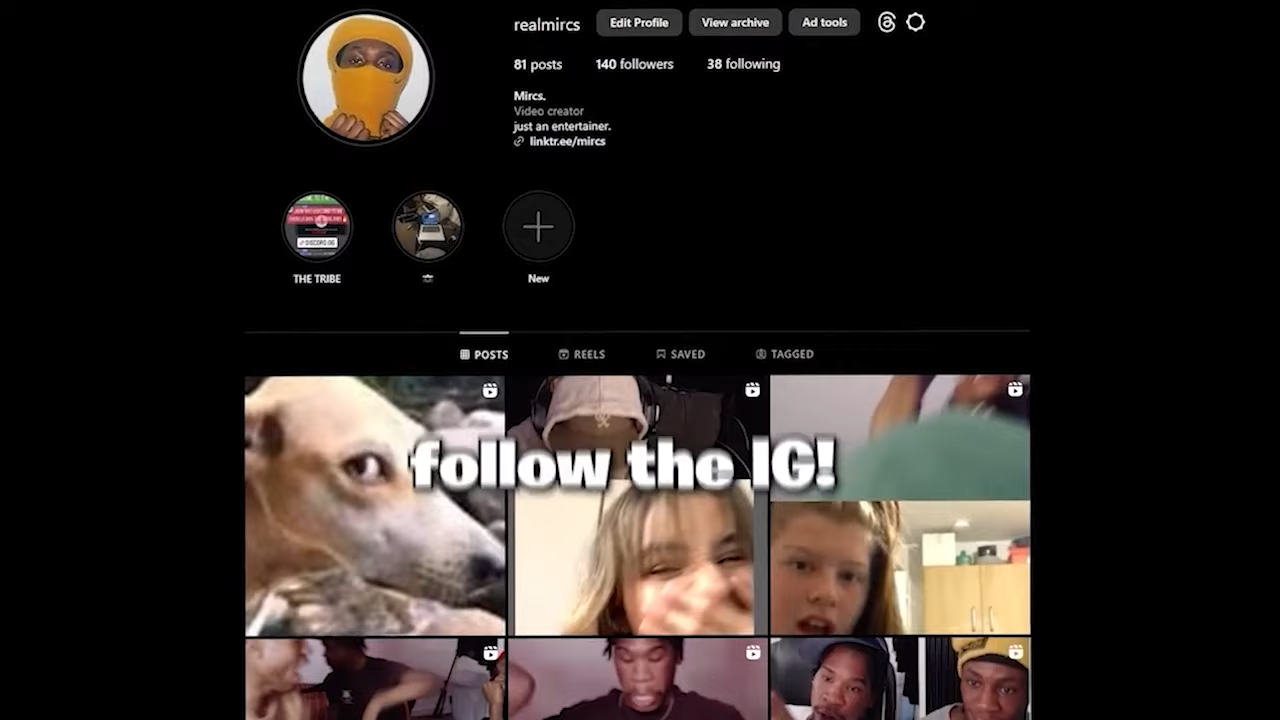 realmircs
Edit Profile
View archive
Ad tools
81 posts
140 followers
38 following
Mircs.
Video creator
just an entertainer.
linktr.ee/mircs
THE TRIBE
New
POSTS
REELS
SAVED
TAGGED
follow the IG!